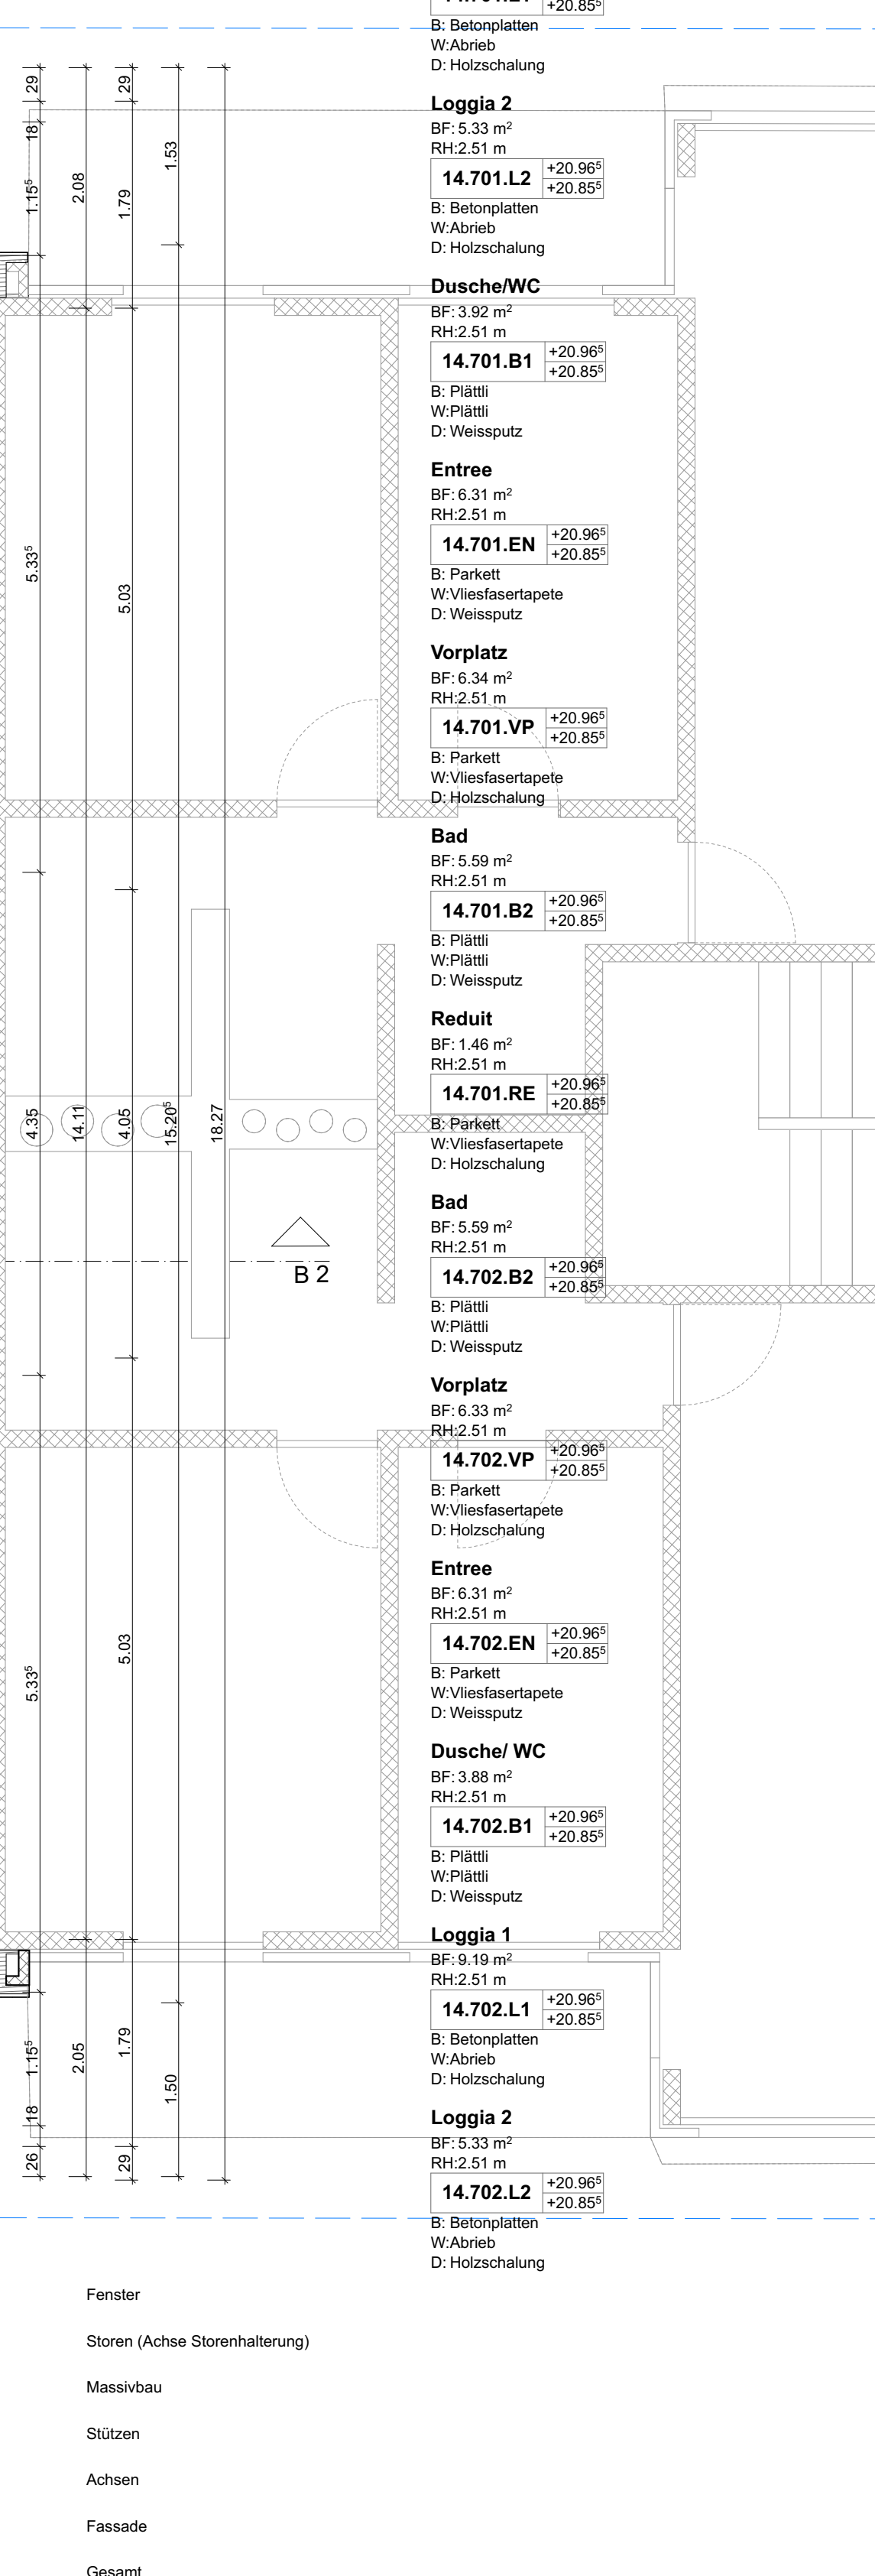 +20.85⁵
B: Betonplatten
W:Abrieb
D: Holzschalung
Loggia 2
BF: 5.33 m²
RH:2.51 m
14.701.L2
+20.96⁵
+20.85⁵
B: Betonplatten
W:Abrieb
D: Holzschalung
Dusche/WC
BF: 3.92 m²
RH:2.51 m
14.701.B1
+20.96⁵
+20.85⁵
B: Plättli
W:Plättli
D: Weissputz
Entree
BF: 6.31 m²
RH:2.51 m
14.701.EN
+20.96⁵
+20.85⁵
B: Parkett
W:Vliesfasertapete
D: Weissputz
Vorplatz
BF: 6.34 m²
RH:2.51 m
14.701.VP
+20.96⁵
+20.85⁵
B: Parkett
W:Vliesfasertapete
D: Holzschalung
Bad
BF: 5.59 m²
RH:2.51 m
14.701.B2
+20.96⁵
+20.85⁵
B: Plättli
W:Plättli
D: Weissputz
Reduit
BF: 1.46 m²
RH:2.51 m
14.701.RE
+20.96⁵
+20.85⁵
B: Parkett
W:Vliesfasertapete
D: Holzschalung
Bad
BF: 5.59 m²
RH:2.51 m
14.702.B2
+20.96⁵
+20.85⁵
B: Plättli
W:Plättli
D: Weissputz
Vorplatz
BF: 6.33 m²
RH:2.51 m
14.702.VP
+20.96⁵
+20.85⁵
B: Parkett
W:Vliesfasertapete
D: Holzschalung
Entree
BF: 6.31 m²
RH:2.51 m
14.702.EN
+20.96⁵
+20.85⁵
B: Parkett
W:Vliesfasertapete
D: Weissputz
Dusche/ WC
BF: 3.88 m²
RH:2.51 m
14.702.B1
+20.96⁵
+20.85⁵
B: Plättli
W:Plättli
D: Weissputz
Loggia 1
BF: 9.19 m²
RH:2.51 m
14.702.L1
+20.96⁵
+20.85⁵
B: Betonplatten
W:Abrieb
D: Holzschalung
Loggia 2
BF: 5.33 m²
RH:2.51 m
14.702.L2
+20.96⁵
+20.85⁵
B: Betonplatten
W:Abrieb
D: Holzschalung
29
18
1.15⁵
5.33⁵
4.35
5.33⁵
1.15⁵
18
26
2.08
14.11
2.05
29
1.79
5.03
4.05
5.03
1.79
29
1.53
15.20⁵
1.50
18.27
B 2
Fenster
Storen (Achse Storenhalterung)
Massivbau
Stützen
Achsen
Fassade
Gesamt